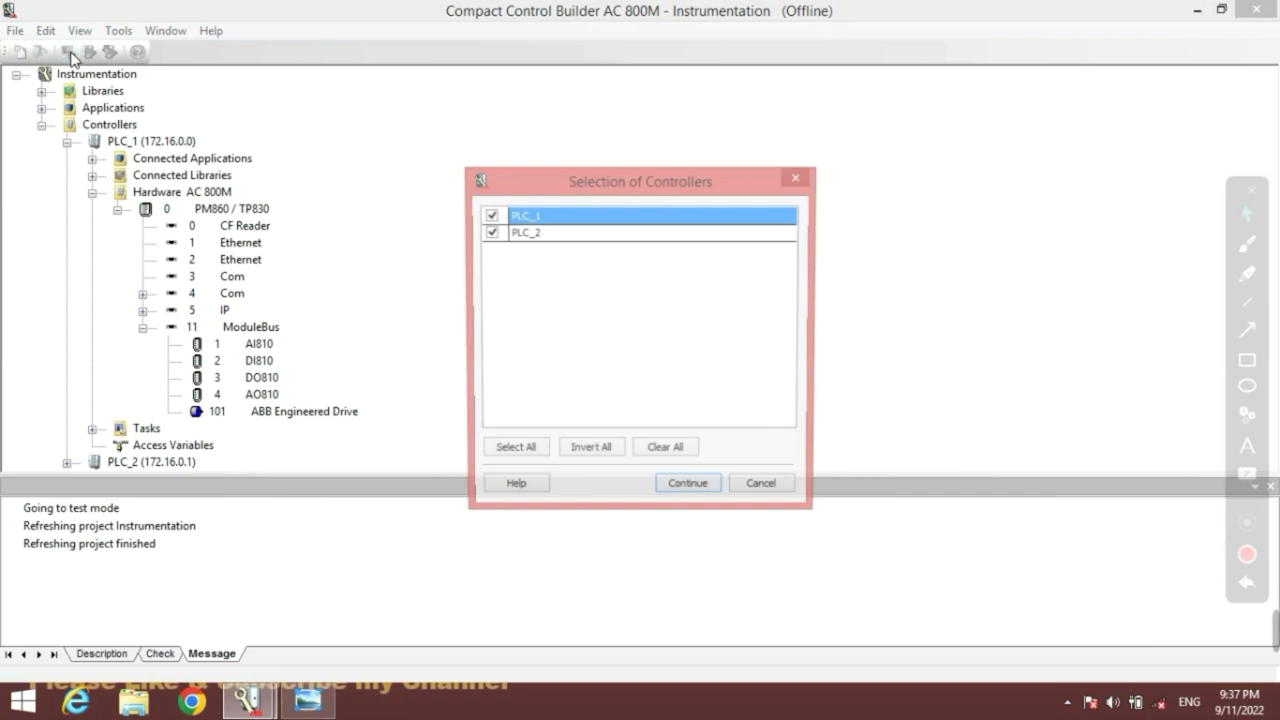 Compact Control Builder AC 800M - Instrumentation (Offline)
File Edit View Tools Window Help
Instrumentation
Libraries
Applications
Controllers
PLC_1 (172.16.0.0)
Connected Applications
Connected Libraries
Hardware AC 800M
0 PM860 / TP830
0 CF Reader
1 Ethernet
2 Ethernet
3 Com
4 Com
5 IP
11 ModuleBus
1 AI810
2 DI810
3 DO810
4 AO810
101 ABB Engineered Drive
Tasks
Access Variables
PLC_2 (172.16.0.1)
Selection of Controllers
PLC_1
PLC_2
Select All Invert All Clear All
Help Continue Cancel
A
Going to test mode
Refreshing project Instrumentation
Refreshing project finished
Description Check Message
Please Like & Subscribe my Channel
ENG
9:37 PM
9/11/2022